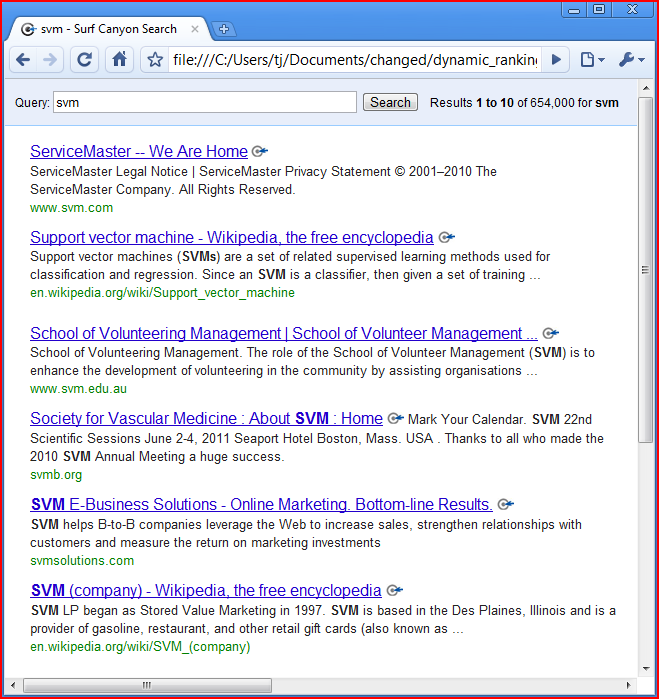 svm - Surf Canyon Search
file:///C:/Users/tj/Documents/changed/dynamic_ranking
Query: svm Search Results 1 to 10 of 654,000 for svm
ServiceMaster -- We Are Home
ServiceMaster Legal Notice | ServiceMaster Privacy Statement © 2001–2010 The
ServiceMaster Company. All Rights Reserved.
www.svm.com
Support vector machine - Wikipedia, the free encyclopedia
Support vector machines (SVMs) are a set of related supervised learning methods used for
classification and regression. Since an SVM is a classifier, then given a set of training ...
en.wikipedia.org/wiki/Support_vector_machine
School of Volunteering Management | School of Volunteer Management ...
School of Volunteering Management. The role of the School of Volunteer Management (SVM) is to
enhance the development of volunteering in the community by assisting organisations ...
www.svm.edu.au
Society for Vascular Medicine : About SVM : Home Mark Your Calendar. SVM 22nd
Scientific Sessions June 2-4, 2011 Seaport Hotel Boston, Mass. USA . Thanks to all who made the
2010 SVM Annual Meeting a huge success.
svmb.org
SVM E-Business Solutions - Online Marketing. Bottom-line Results.
SVM helps B-to-B companies leverage the Web to increase sales, strengthen relationships with
customers and measure the return on marketing investments
svmsolutions.com
SVM (company) - Wikipedia, the free encyclopedia
SVM LP began as Stored Value Marketing in 1997. SVM is based in the Des Plaines, Illinois and is a
provider of gasoline, restaurant, and other retail gift cards (also known as ...
en.wikipedia.org/wiki/SVM_(company)